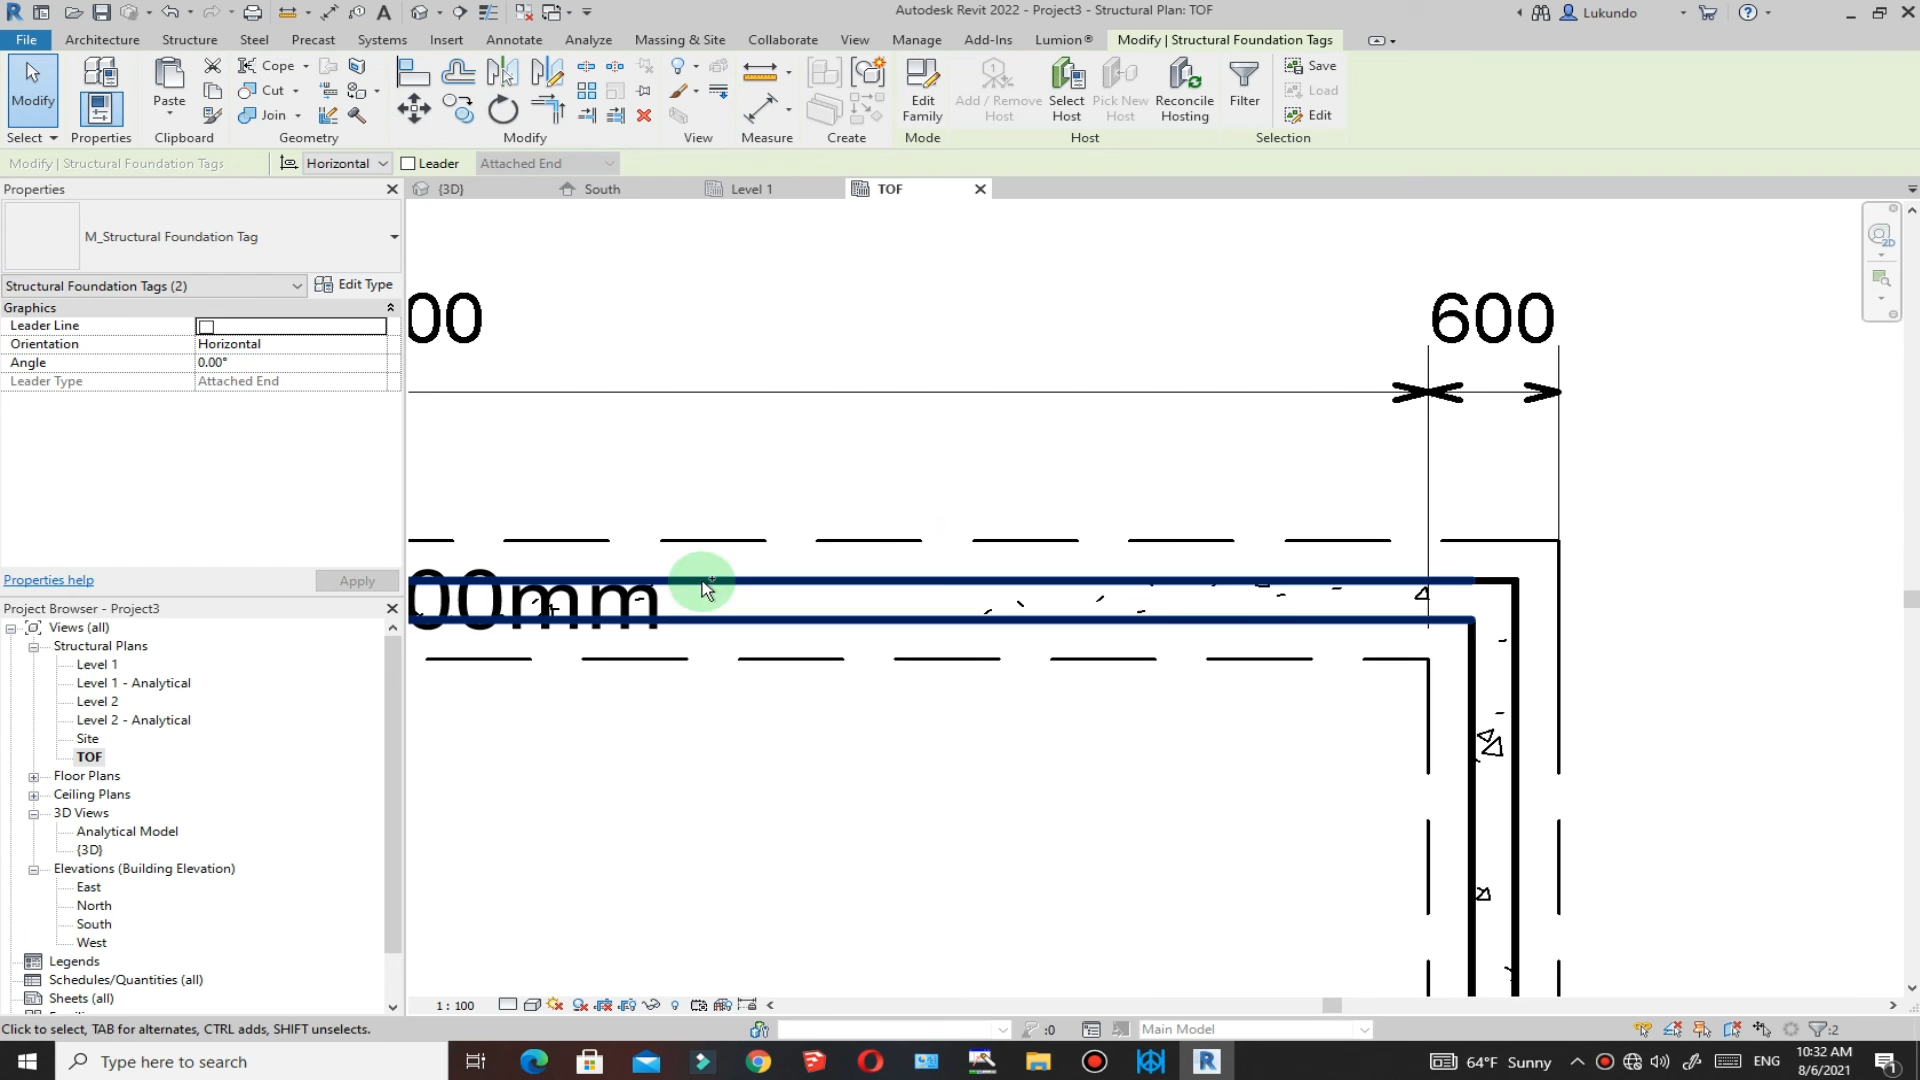 Autodesk Revit 2022 - Project3 - Structural Plan: TOF
Lukundo
File Architecture Structure Steel Precast Systems Insert Annotate Analyze Massing & Site Collaborate View Manage Add-Ins Lumion® Modify | Structural Foundation Tags
Modify
Select
Properties
Paste
Clipboard
Cope
Cut
Join
Geometry
Modify
View
Measure
Create
Edit Family
Mode
Add / Remove Host
Select Host
Pick New Host
Reconcile Hosting
Host
Filter
Save
Load
Edit
Selection
Modify | Structural Foundation Tags Horizontal Leader Attached End
Properties
{3D} South Level 1 TOF
M_Structural Foundation Tag
Structural Foundation Tags (2) Edit Type
Graphics
Leader Line
Orientation Horizontal
Angle 0.00°
Leader Type Attached End
Properties help Apply
Project Browser - Project3
Views (all)
Structural Plans
Level 1
Level 1 - Analytical
Level 2
Level 2 - Analytical
Site
TOF
Floor Plans
Ceiling Plans
3D Views
Analytical Model
{3D}
Elevations (Building Elevation)
East
North
South
West
Legends
Schedules/Quantities (all)
Sheets (all)
00
600
00mm
2D
1 : 100
Click to select, TAB for alternates, CTRL adds, SHIFT unselects.
:0 Main Model :2
Type here to search
64°F Sunny ENG
10:32 AM
8/6/2021
1